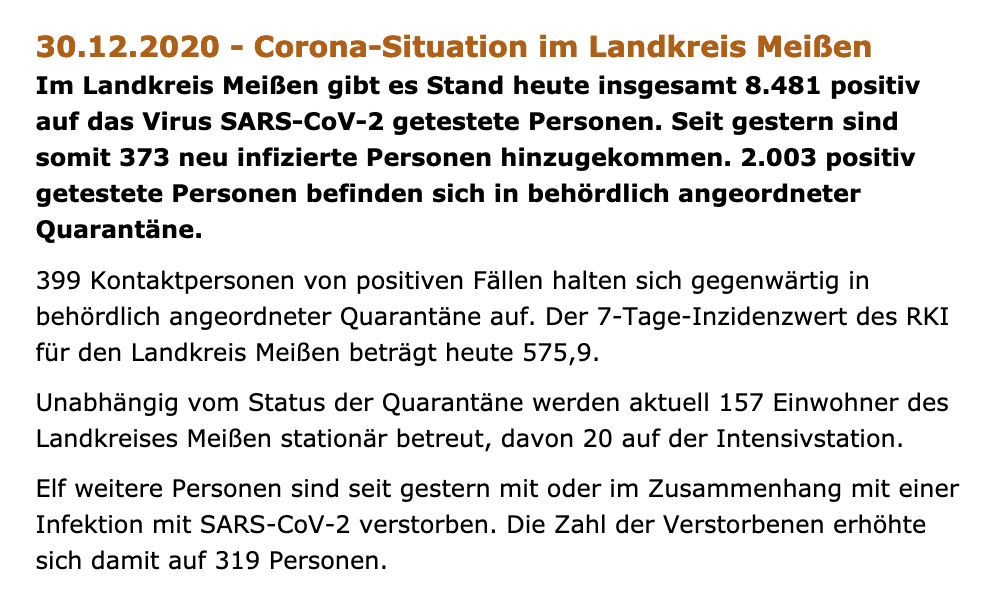 30.12.2020 - Corona-Situation im Landkreis Meißen
Im Landkreis Meißen gibt es Stand heute insgesamt 8.481 positiv
auf das Virus SARS-CoV-2 getestete Personen. Seit gestern sind
somit 373 neu infizierte Personen hinzugekommen. 2.003 positiv
getestete Personen befinden sich in behördlich angeordneter
Quarantäne.
399 Kontaktpersonen von positiven Fällen halten sich gegenwärtig in
behördlich angeordneter Quarantäne auf. Der 7-Tage-Inzidenzwert des RKI
für den Landkreis Meißen beträgt heute 575,9.
Unabhängig vom Status der Quarantäne werden aktuell 157 Einwohner des
Landkreises Meißen stationär betreut, davon 20 auf der Intensivstation.
Elf weitere Personen sind seit gestern mit oder im Zusammenhang mit einer
Infektion mit SARS-CoV-2 verstorben. Die Zahl der Verstorbenen erhöhte
sich damit auf 319 Personen.